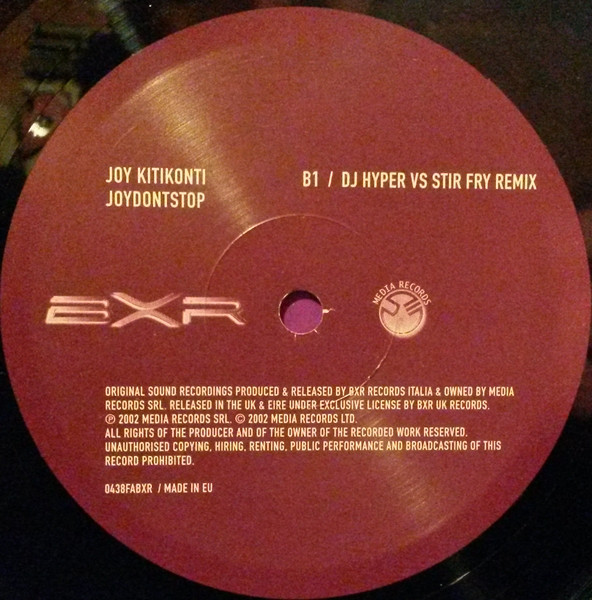 JOY KITIKONTI
JOYDONTSTOP
B1 / DJ HYPER VS STIR FRY REMIX
BXR
MEDIA RECORDS
ORIGINAL SOUND RECORDINGS PRODUCED & RELEASED BY BXR RECORDS ITALIA & OWNED BY MEDIA
RECORDS SRL. RELEASED IN THE UK & EIRE UNDER EXCLUSIVE LICENSE BY BXR UK RECORDS.
℗ 2002 MEDIA RECORDS SRL. © 2002 MEDIA RECORDS LTD.
ALL RIGHTS OF THE PRODUCER AND OF THE OWNER OF THE RECORDED WORK RESERVED.
UNAUTHORISED COPYING, HIRING, RENTING, PUBLIC PERFORMANCE AND BROADCASTING OF THIS
RECORD PROHIBITED.
0438FABXR / MADE IN EU